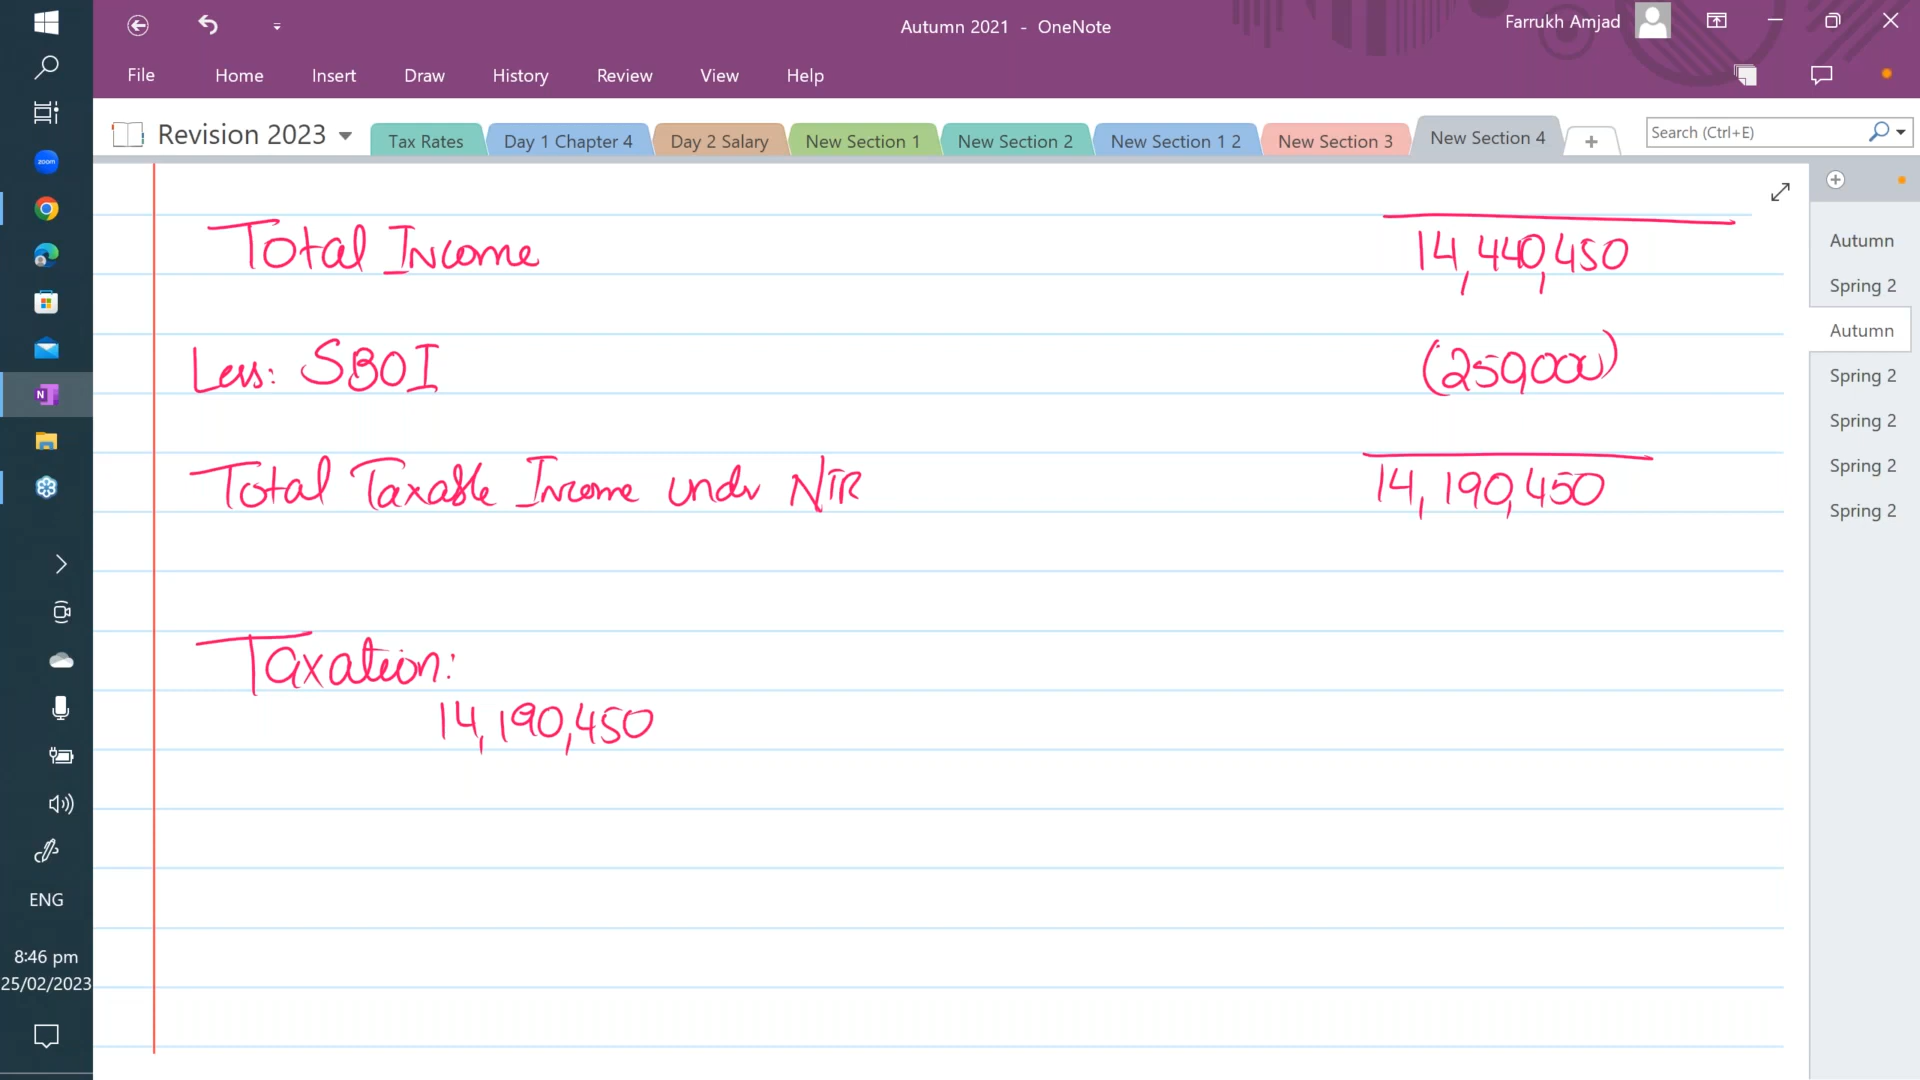 Autumn 2021 - OneNote
Farrukh Amjad
File Home Insert Draw History Review View Help
Revision 2023
Tax Rates
Day 1 Chapter 4
Day 2 Salary
New Section 1
New Section 2
New Section 1 2
New Section 3
New Section 4
Search (Ctrl+E)
Total Income 14,440,450
Less: SBOI (250,000)
Total Taxable Income under NTR 14,190,450
Taxation:
14,190,450
Autumn
Spring 2
Autumn
Spring 2
Spring 2
Spring 2
Spring 2
zoom
N
ENG
8:46 pm
25/02/2023